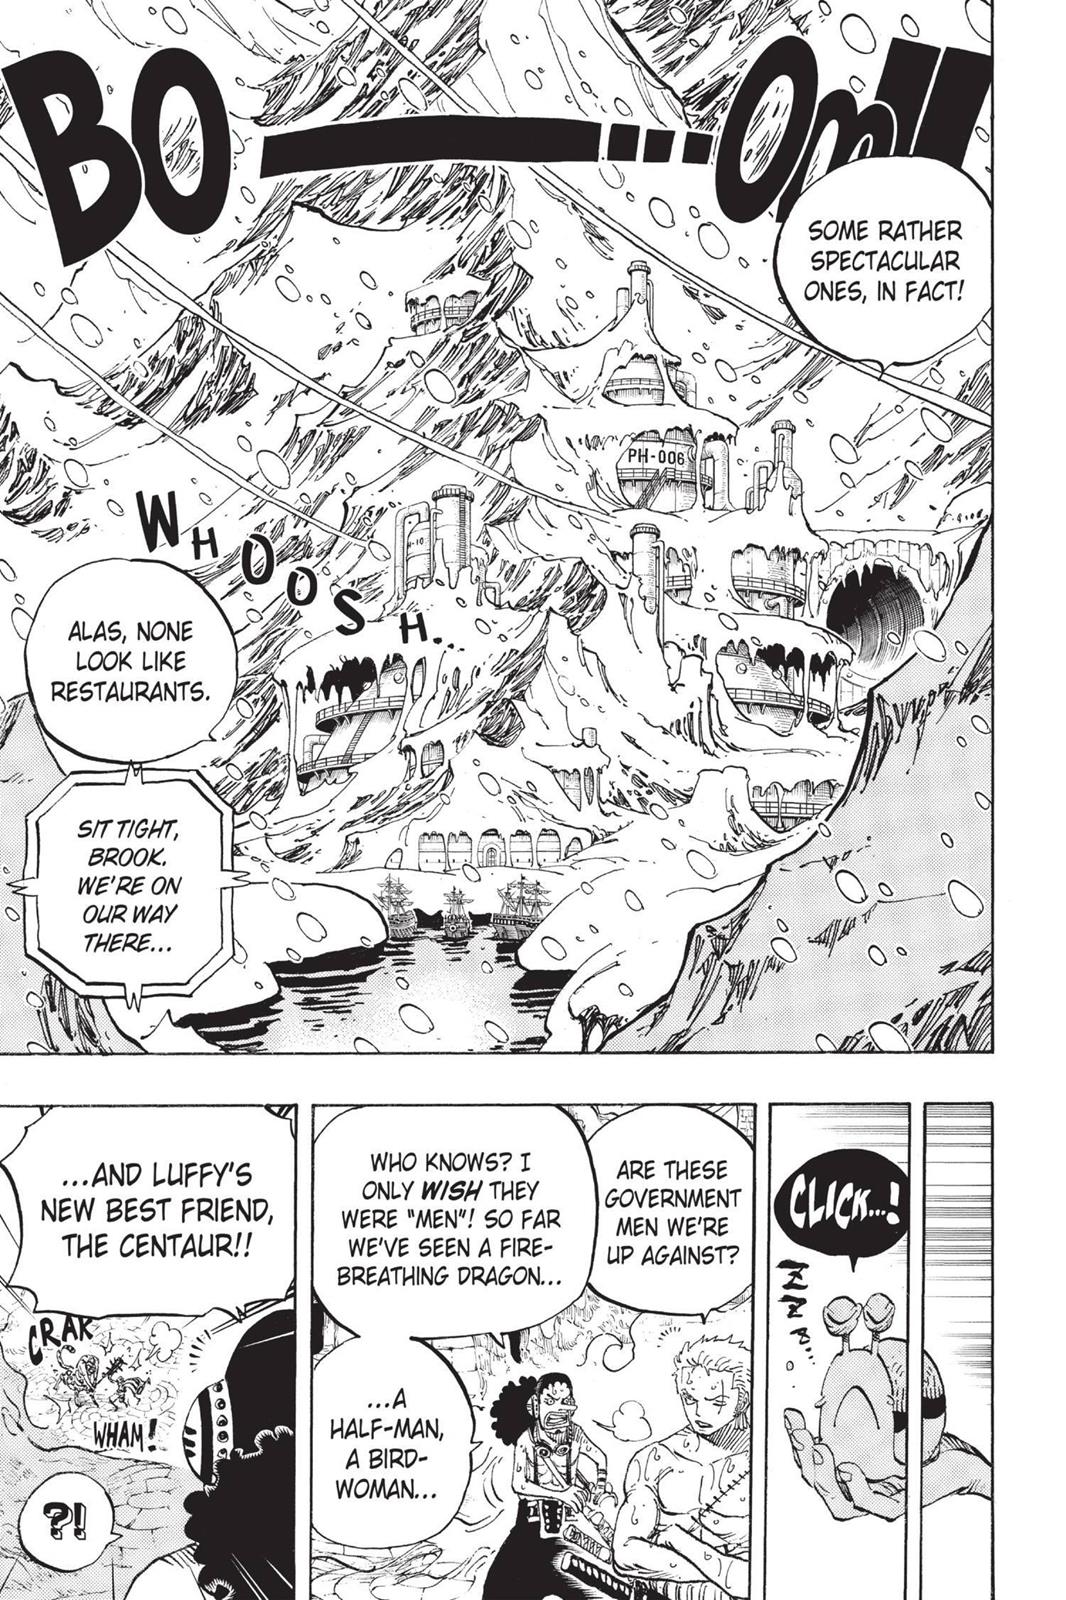 BO
OM!!
SOME RATHER
SPECTACULAR
ONES, IN FACT!
PH-006
WHOOSH.
ALAS, NONE
LOOK LIKE
RESTAURANTS.
SIT TIGHT,
BROOK.
WE'RE ON
OUR WAY
THERE...
CLICK...!
ZZZ...
ARE THESE
GOVERNMENT
MEN WE'RE
UP AGAINST?
WHO KNOWS? I
ONLY WISH THEY
WERE "MEN"! SO FAR
WE'VE SEEN A FIRE-
BREATHING DRAGON...
...A
HALF-MAN,
A BIRD-
WOMAN...
...AND LUFFY'S
NEW BEST FRIEND,
THE CENTAUR!!
CRAK
WHAM!
?!